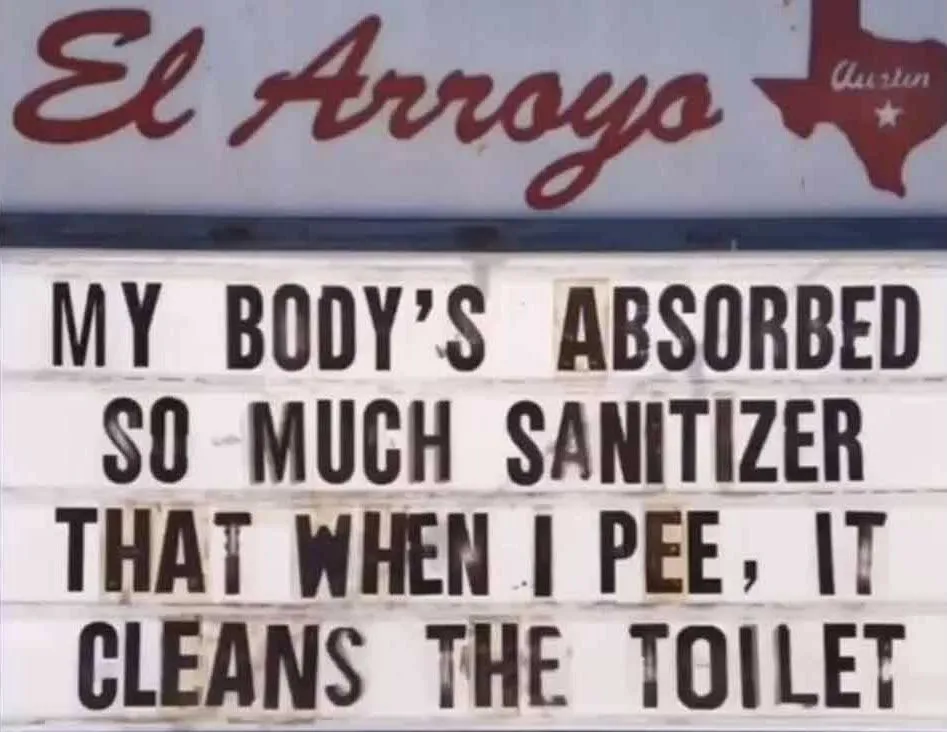 El Arroyo
Austin
MY BODY'S ABSORBED
SO MUCH SANITIZER
THAT WHEN I PEE, IT
CLEANS THE TOILET